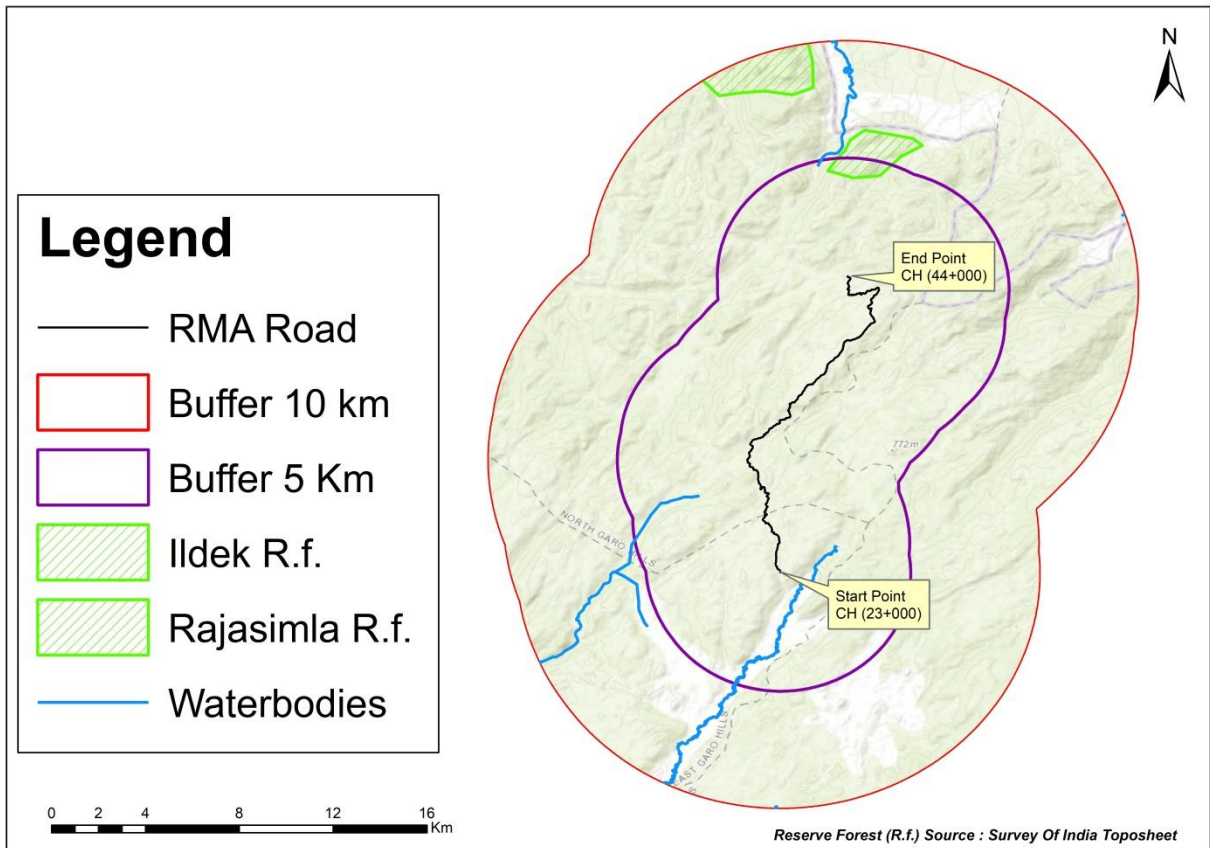 N
End Point
CH (44+000)
Legend
RMA Road
Buffer 10 km
Buffer 5 Km
Ildek R.f.
Rajasimla R.f.
Waterbodies
772 m
NORTH GARO HILLS
Start Point
CH (23+000)
EAST GARO HILLS
S
0 2 4 8 12 16
Km
Reserve Forest (R.f.) Source : Survey Of India Toposheet